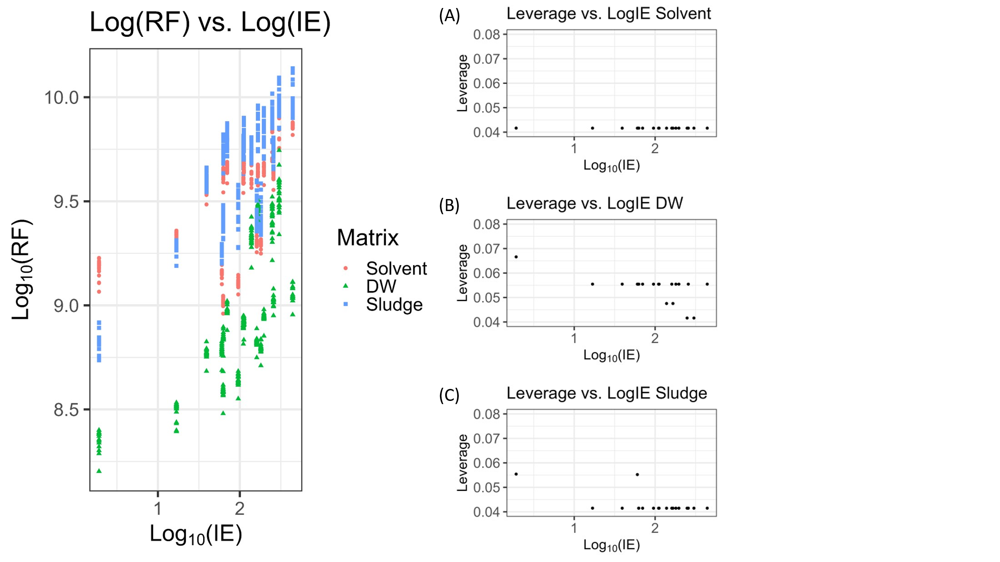 Log(RF) vs. Log(IE)
10.0
9.5
9.0
8.5
Log₁₀(RF)
1 2
Log₁₀(IE)
Matrix
Solvent
DW
Sludge
(A)
Leverage vs. LogIE Solvent
0.08
0.07
0.06
0.05
0.04
Leverage
1 2
Log₁₀(IE)
(B)
Leverage vs. LogIE DW
0.08
0.07
0.06
0.05
0.04
Leverage
1 2
Log₁₀(IE)
(C)
Leverage vs. LogIE Sludge
0.08
0.07
0.06
0.05
0.04
Leverage
1 2
Log₁₀(IE)